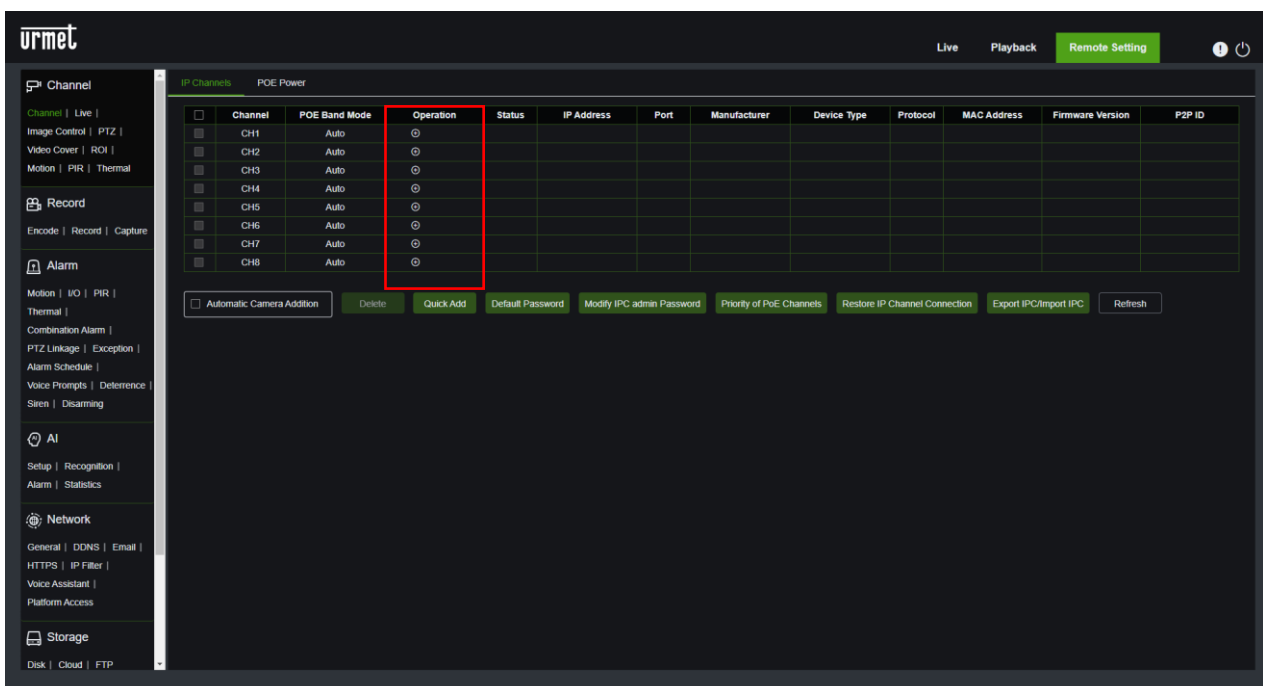 urmet
Live Playback Remote Setting
Channel
Channel | Live |
Image Control | PTZ |
Video Cover | ROI |
Motion | PIR | Thermal
Record
Encode | Record | Capture
Alarm
Motion | I/O | PIR |
Thermal |
Combination Alarm |
PTZ Linkage | Exception |
Alarm Schedule |
Voice Prompts | Deterrence |
Siren | Disarming
AI
Setup | Recognition |
Alarm | Statistics
Network
General | DDNS | Email |
HTTPS | IP Filter |
Voice Assistant |
Platform Access
Storage
Disk | Cloud | FTP
IP Channels POE Power
Channel POE Band Mode Operation Status IP Address Port Manufacturer Device Type Protocol MAC Address Firmware Version P2P ID
CH1 Auto
CH2 Auto
CH3 Auto
CH4 Auto
CH5 Auto
CH6 Auto
CH7 Auto
CH8 Auto
Automatic Camera Addition Delete Quick Add Default Password Modify IPC admin Password Priority of PoE Channels Restore IP Channel Connection Export IPC/Import IPC Refresh